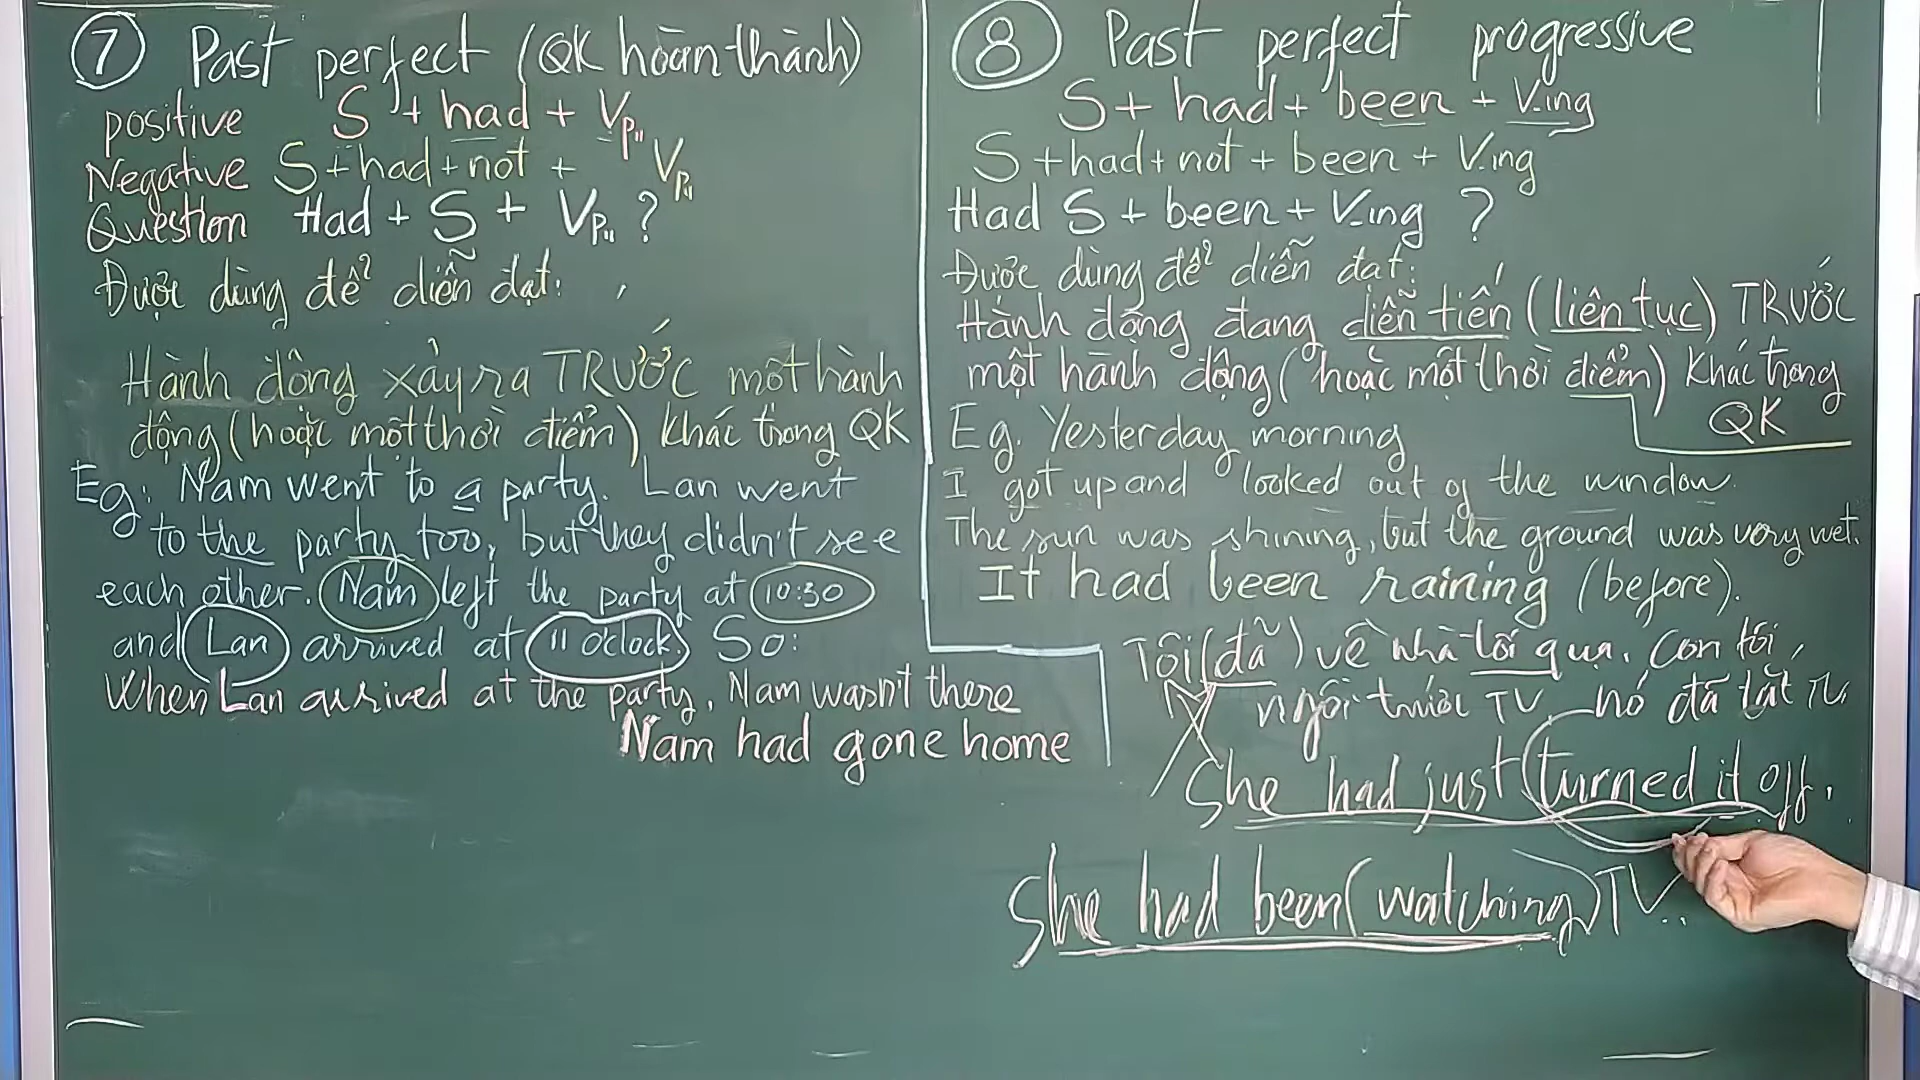 7 Past perfect (QK hoàn thành)
positive S + had + Vpıı
Negative S + had + not + Vpıı
Question Had + S + Vpıı ?
Được dùng để diễn đạt:
Hành động xảy ra TRƯỚC một hành
động (hoặc một thời điểm) khác trong QK
Eg: Nam went to a party. Lan went
to the party too, but they didn't see
each other. Nam left the party at 10:30
and Lan arrived at 11 o'clock. So:
When Lan arrived at the party, Nam wasn't there
Nam had gone home
8 Past perfect progressive
S + had + been + V-ing
S + had + not + been + V-ing
Had S + been + V-ing ?
Được dùng để diễn đạt:
Hành động đang diễn tiến (liên tục) TRƯỚC
một hành động (hoặc một thời điểm) khác trong
QK
Eg. Yesterday morning
I got up and looked out of the window.
The sun was shining, but the ground was very wet.
It had been raining (before).
Tôi (đã) về nhà tối qua. Con tôi
ngồi trước TV. nó đã tắt TV
She had just turned it off.
She had been (watching) TV.